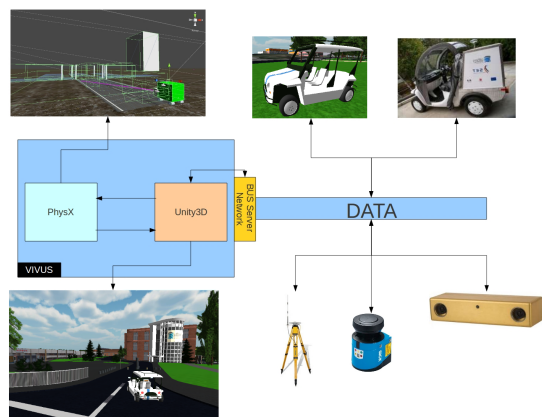 PhysX
Unity3D
BUS Server
Network
DATA
VIVUS